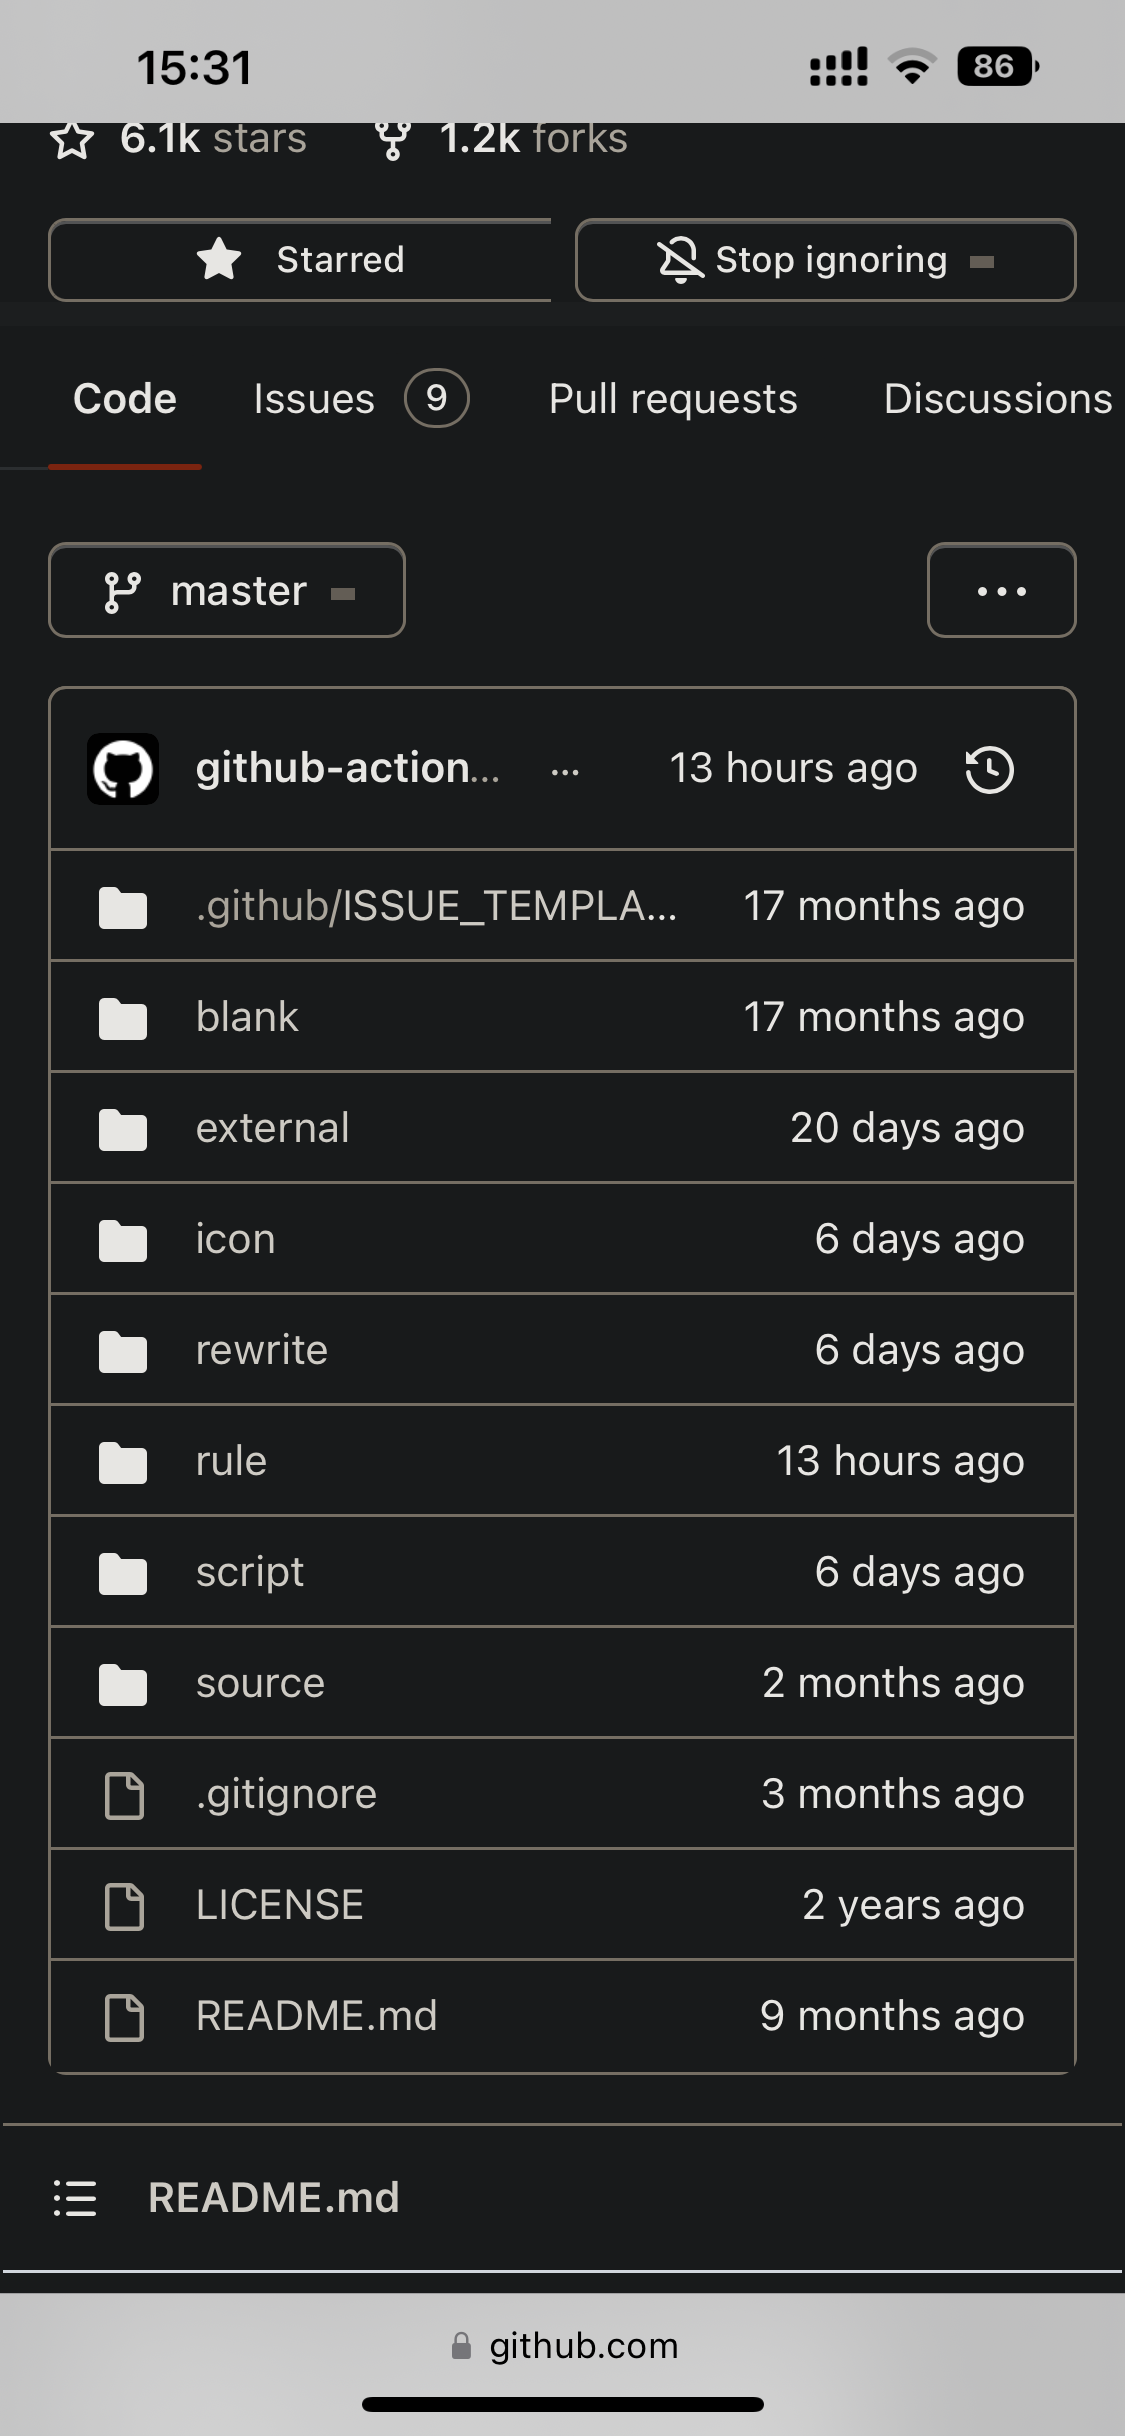 15:31 86
6.1k stars 1.2k forks
Starred Stop ignoring
Code Issues 9 Pull requests Discussions
master ...
github-action... ... 13 hours ago
.github/ISSUE_TEMPLA... 17 months ago
blank 17 months ago
external 20 days ago
icon 6 days ago
rewrite 6 days ago
rule 13 hours ago
script 6 days ago
source 2 months ago
.gitignore 3 months ago
LICENSE 2 years ago
README.md 9 months ago
README.md
github.com